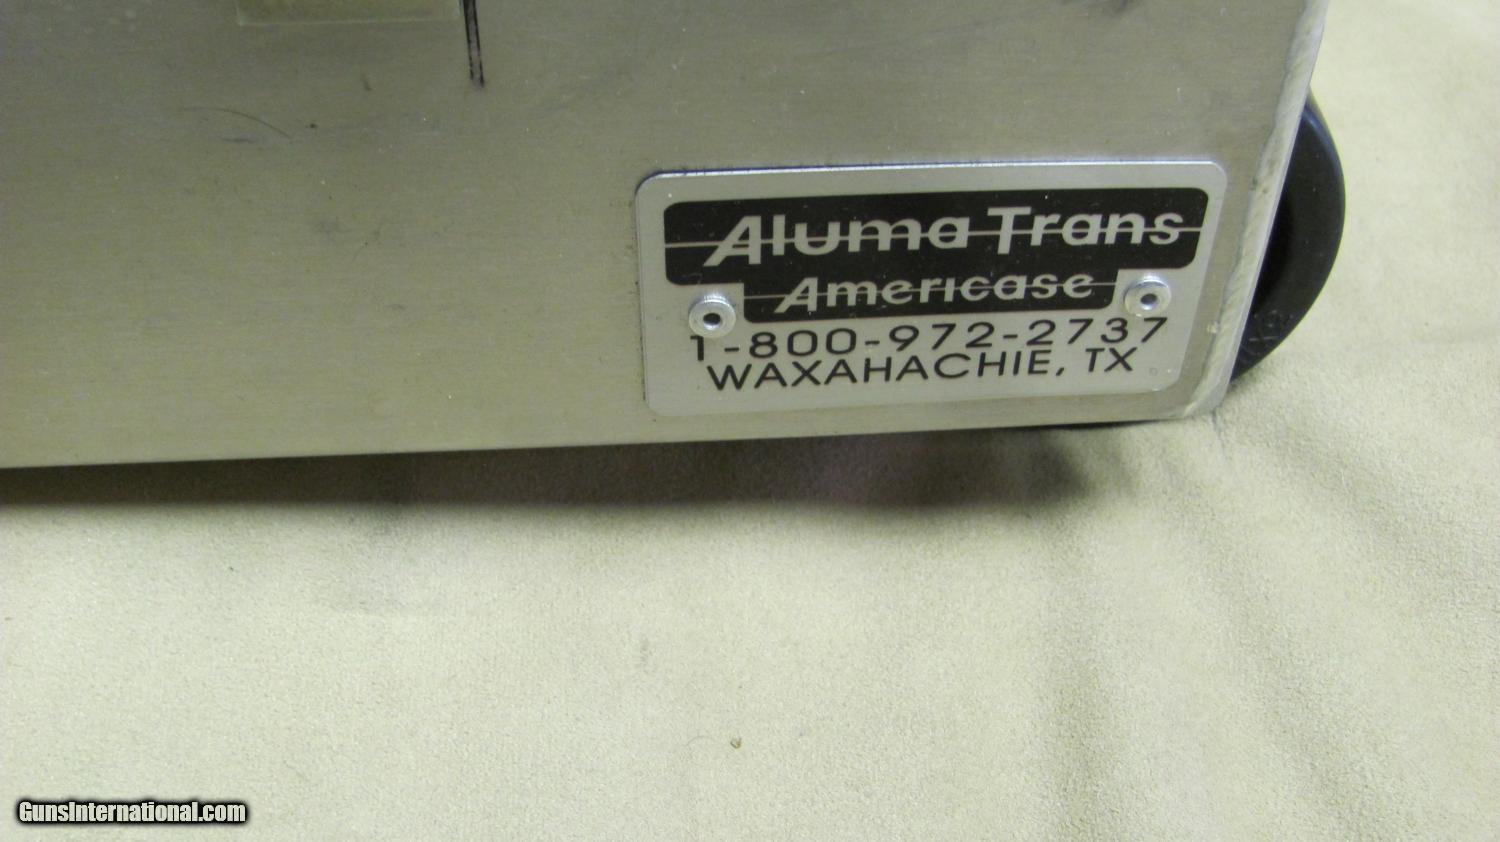 Aluma Trans
Americase
1-800-972-2737
WAXAHACHIE, TX
GunsInternational.com